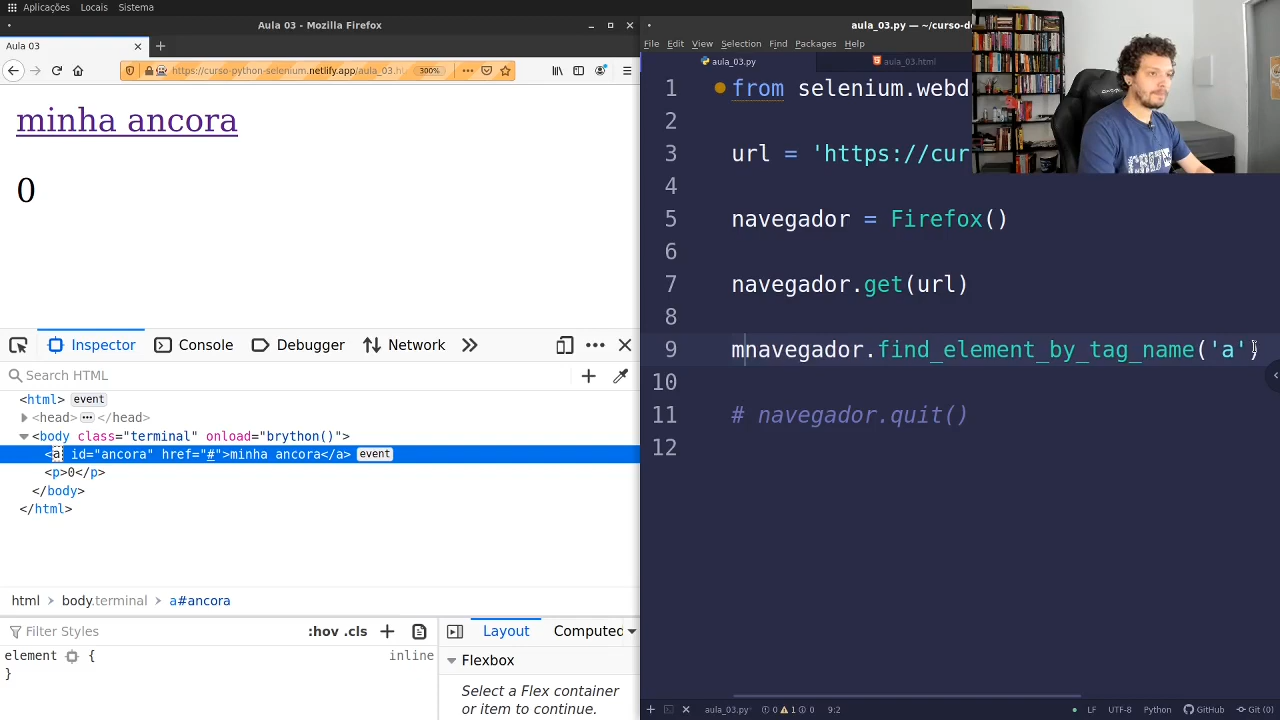 Aplicações Locais Sistema
Aula 03 - Mozilla Firefox
Aula 03
https://curso-python-selenium.netlify.app/aula_03.h
300%
minha ancora
0
Inspector Console Debugger Network
Search HTML
<html> event
<head> ••• </head>
<body class="terminal" onload="brython()">
<a id="ancora" href="#">minha ancora</a> event
<p>0</p>
</body>
</html>
html > body.terminal > a#ancora
Filter Styles :hov .cls
Layout Computed
element { inline
}
Flexbox
Select a Flex container
or item to continue.
aula_03.py — ~/curso-d
File Edit View Selection Find Packages Help
aula_03.py aula_03.html
1 from selenium.webd
2
3 url = 'https://cur
4
5 navegador = Firefox()
6
7 navegador.get(url)
8
9 mnavegador.find_element_by_tag_name('a')
10
11 # navegador.quit()
12
aula_03.py 0 1 0 9:2 LF UTF-8 Python GitHub Git (0)